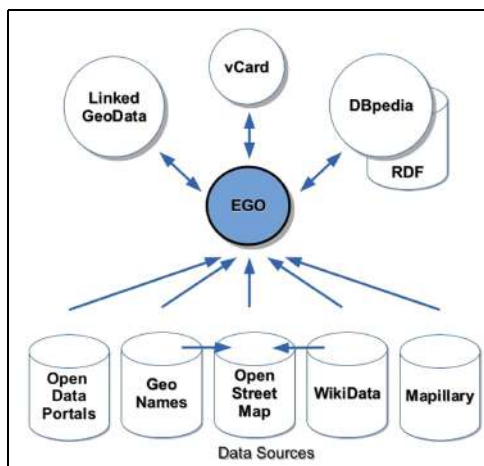 vCard
Linked
GeoData
DBpedia
RDF
EGO
Open
Data
Portals
Geo
Names
Open
Street
Map
WikiData
Mapillary
Data Sources